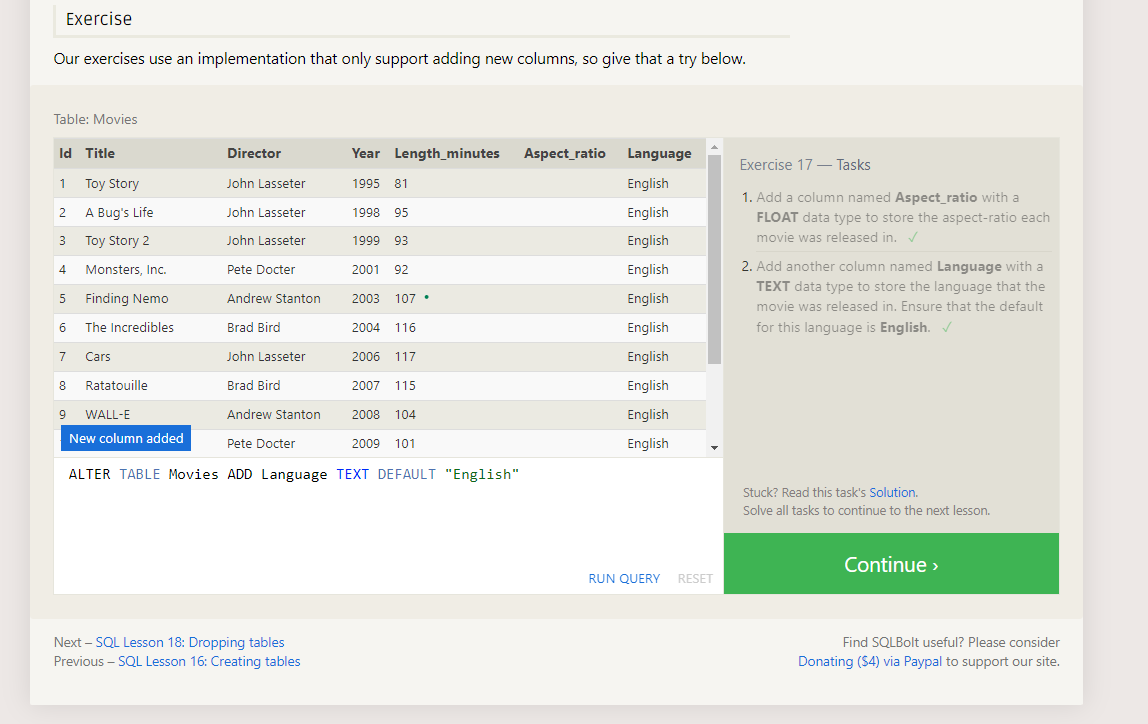 Exercise
Our exercises use an implementation that only support adding new columns, so give that a try below.
Table: Movies
Id Title Director Year Length_minutes Aspect_ratio Language
1 Toy Story John Lasseter 1995 81 English
2 A Bug's Life John Lasseter 1998 95 English
3 Toy Story 2 John Lasseter 1999 93 English
4 Monsters, Inc. Pete Docter 2001 92 English
5 Finding Nemo Andrew Stanton 2003 107 English
6 The Incredibles Brad Bird 2004 116 English
7 Cars John Lasseter 2006 117 English
8 Ratatouille Brad Bird 2007 115 English
9 WALL-E Andrew Stanton 2008 104 English
Pete Docter 2009 101 English
New column added
ALTER TABLE Movies ADD Language TEXT DEFAULT "English"
RUN QUERY RESET
Exercise 17 — Tasks
1. Add a column named Aspect_ratio with a
FLOAT data type to store the aspect-ratio each
movie was released in. ✓
2. Add another column named Language with a
TEXT data type to store the language that the
movie was released in. Ensure that the default
for this language is English. ✓
Stuck? Read this task's Solution.
Solve all tasks to continue to the next lesson.
Continue ›
Next – SQL Lesson 18: Dropping tables
Previous – SQL Lesson 16: Creating tables
Find SQLBolt useful? Please consider
Donating ($4) via Paypal to support our site.